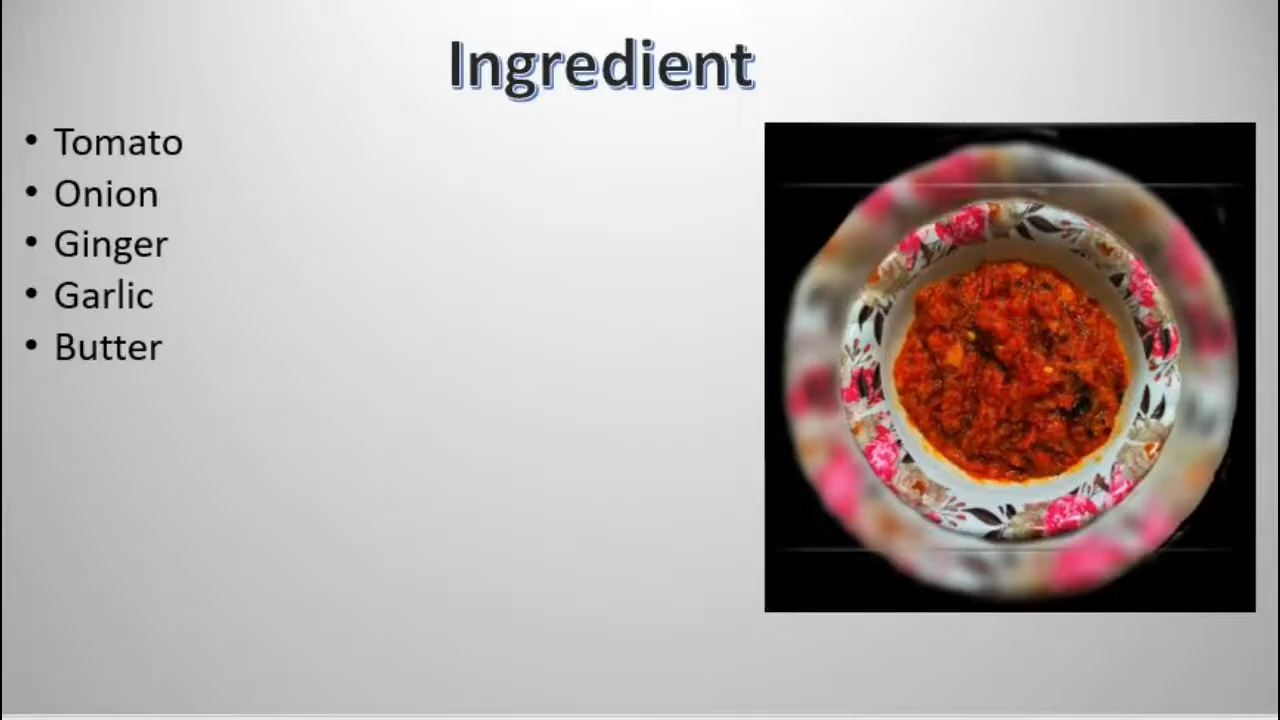 Ingredient
• Tomato
• Onion
• Ginger
• Garlic
• Butter